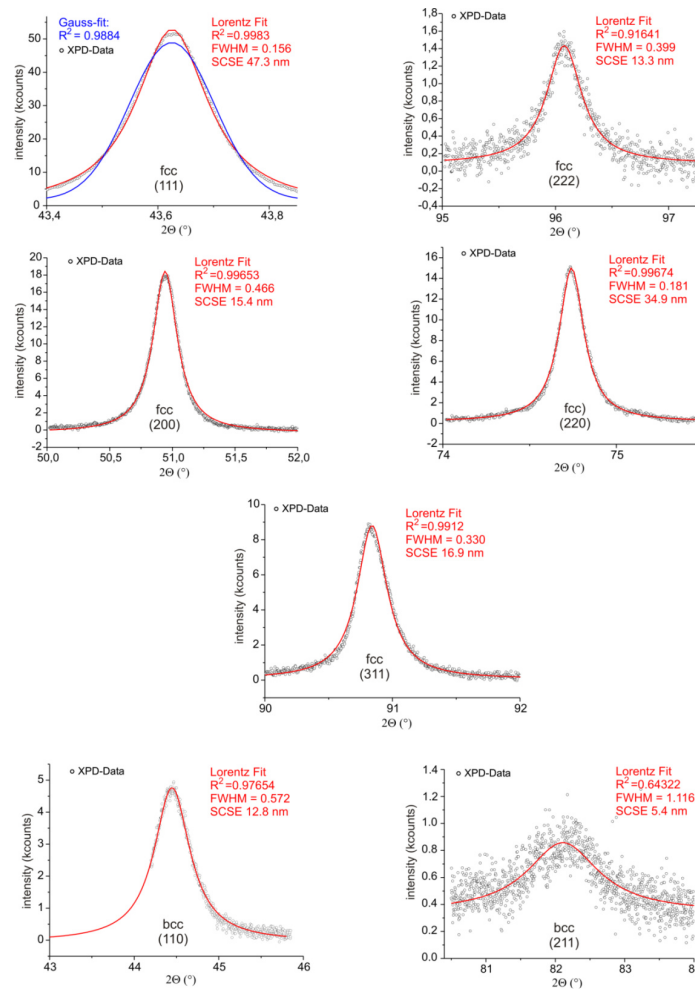 Gauss-fit:
R² = 0.9884
XPD-Data
Lorentz Fit
R²=0.9983
FWHM = 0.156
SCSE 47.3 nm
50
40
30
20
10
0
intensity (kcounts)
fcc
(111)
43,4
43,6
43,8
2Θ (°)
XPD-Data
Lorentz Fit
R²=0.91641
FWHM = 0.399
SCSE 13.3 nm
1,6
1,4
1,2
1,0
0,8
0,6
0,4
0,2
0,0
-0,2
-0,4
intensity (kcounts)
fcc
(222)
95
96
97
2Θ (°)
XPD-Data
Lorentz Fit
R²=0.99653
FWHM = 0.466
SCSE 15.4 nm
20
18
16
14
12
10
8
6
4
2
0
-2
intensity (kcounts)
fcc
(200)
50,0
50,5
51,0
51,5
52,0
2Θ (°)
XPD-Data
Lorentz Fit
R²=0.99674
FWHM = 0.181
SCSE 34.9 nm
16
14
12
10
8
6
4
2
0
-2
intensity (kcounts)
fcc)
(220)
74
75
2Θ (°)
XPD-Data
Lorentz Fit
R²=0.9912
FWHM = 0.330
SCSE 16.9 nm
10
8
6
4
2
0
intensity (kcounts)
fcc
(311)
90
91
92
2Θ (°)
XPD-Data
Lorentz Fit
R²=0.97654
FWHM = 0.572
SCSE 12.8 nm
5
4
3
2
1
0
intensity (kcounts)
bcc
(110)
43
44
45
46
2Θ (°)
XPD-Data
Lorentz Fit
R²=0.64322
FWHM = 1.116
SCSE 5.4 nm
1.4
1.2
1.0
0.8
0.6
0.4
0.2
0.0
intensity (kcounts)
bcc
(211)
81
82
83
2Θ (°)